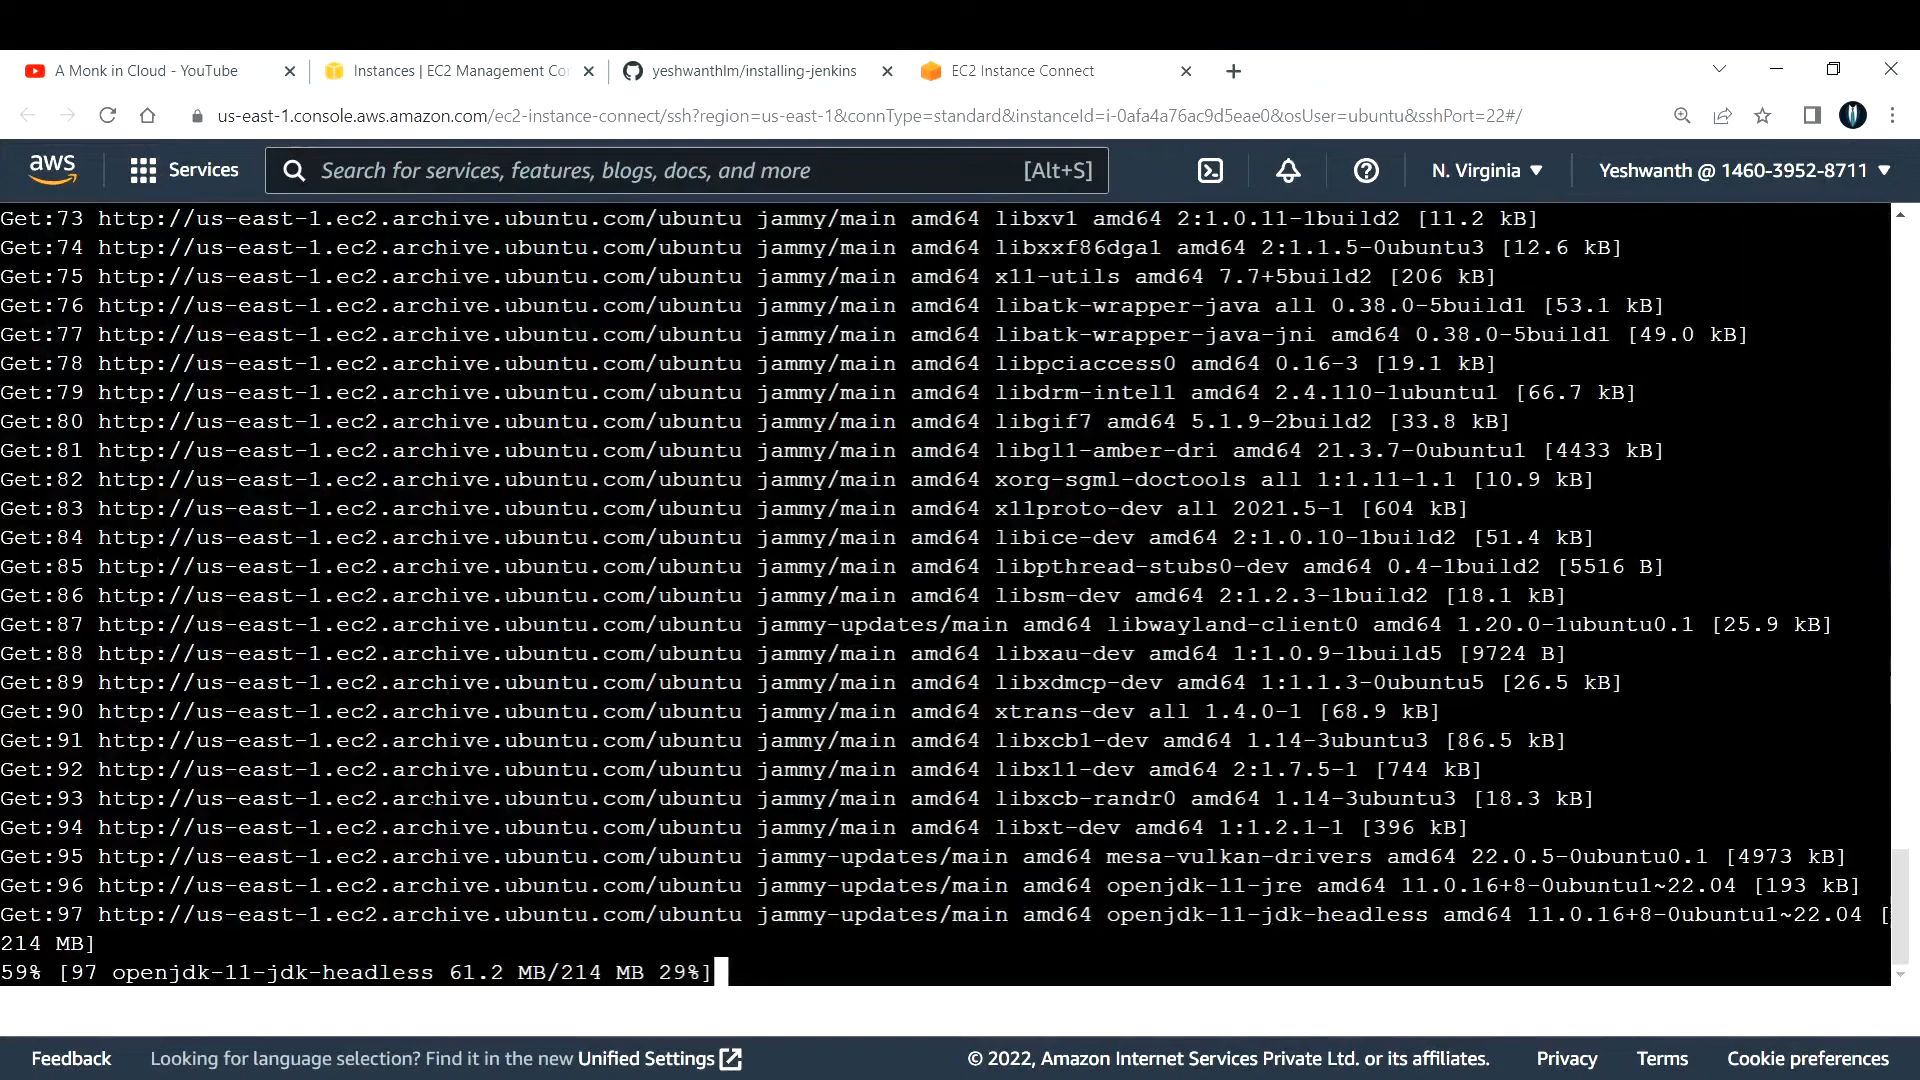 A Monk in Cloud - YouTube
Instances | EC2 Management Co
yeshwanthlm/installing-jenkins
EC2 Instance Connect
us-east-1.console.aws.amazon.com/ec2-instance-connect/ssh?region=us-east-1&connType=standard&instanceId=i-0afa4a76ac9d5eae0&osUser=ubuntu&sshPort=22#/
aws
Services
Search for services, features, blogs, docs, and more
[Alt+S]
N. Virginia
Yeshwanth @ 1460-3952-8711
Get:73 http://us-east-1.ec2.archive.ubuntu.com/ubuntu jammy/main amd64 libxv1 amd64 2:1.0.11-1build2 [11.2 kB]
Get:74 http://us-east-1.ec2.archive.ubuntu.com/ubuntu jammy/main amd64 libxxf86dga1 amd64 2:1.1.5-0ubuntu3 [12.6 kB]
Get:75 http://us-east-1.ec2.archive.ubuntu.com/ubuntu jammy/main amd64 x11-utils amd64 7.7+5build2 [206 kB]
Get:76 http://us-east-1.ec2.archive.ubuntu.com/ubuntu jammy/main amd64 libatk-wrapper-java all 0.38.0-5build1 [53.1 kB]
Get:77 http://us-east-1.ec2.archive.ubuntu.com/ubuntu jammy/main amd64 libatk-wrapper-java-jni amd64 0.38.0-5build1 [49.0 kB]
Get:78 http://us-east-1.ec2.archive.ubuntu.com/ubuntu jammy/main amd64 libpciaccess0 amd64 0.16-3 [19.1 kB]
Get:79 http://us-east-1.ec2.archive.ubuntu.com/ubuntu jammy/main amd64 libdrm-intel1 amd64 2.4.110-1ubuntu1 [66.7 kB]
Get:80 http://us-east-1.ec2.archive.ubuntu.com/ubuntu jammy/main amd64 libgif7 amd64 5.1.9-2build2 [33.8 kB]
Get:81 http://us-east-1.ec2.archive.ubuntu.com/ubuntu jammy/main amd64 libgl1-amber-dri amd64 21.3.7-0ubuntu1 [4433 kB]
Get:82 http://us-east-1.ec2.archive.ubuntu.com/ubuntu jammy/main amd64 xorg-sgml-doctools all 1:1.11-1.1 [10.9 kB]
Get:83 http://us-east-1.ec2.archive.ubuntu.com/ubuntu jammy/main amd64 x11proto-dev all 2021.5-1 [604 kB]
Get:84 http://us-east-1.ec2.archive.ubuntu.com/ubuntu jammy/main amd64 libice-dev amd64 2:1.0.10-1build2 [51.4 kB]
Get:85 http://us-east-1.ec2.archive.ubuntu.com/ubuntu jammy/main amd64 libpthread-stubs0-dev amd64 0.4-1build2 [5516 B]
Get:86 http://us-east-1.ec2.archive.ubuntu.com/ubuntu jammy/main amd64 libsm-dev amd64 2:1.2.3-1build2 [18.1 kB]
Get:87 http://us-east-1.ec2.archive.ubuntu.com/ubuntu jammy-updates/main amd64 libwayland-client0 amd64 1.20.0-1ubuntu0.1 [25.9 kB]
Get:88 http://us-east-1.ec2.archive.ubuntu.com/ubuntu jammy/main amd64 libxau-dev amd64 1:1.0.9-1build5 [9724 B]
Get:89 http://us-east-1.ec2.archive.ubuntu.com/ubuntu jammy/main amd64 libxdmcp-dev amd64 1:1.1.3-0ubuntu5 [26.5 kB]
Get:90 http://us-east-1.ec2.archive.ubuntu.com/ubuntu jammy/main amd64 xtrans-dev all 1.4.0-1 [68.9 kB]
Get:91 http://us-east-1.ec2.archive.ubuntu.com/ubuntu jammy/main amd64 libxcb1-dev amd64 1.14-3ubuntu3 [86.5 kB]
Get:92 http://us-east-1.ec2.archive.ubuntu.com/ubuntu jammy/main amd64 libx11-dev amd64 2:1.7.5-1 [744 kB]
Get:93 http://us-east-1.ec2.archive.ubuntu.com/ubuntu jammy/main amd64 libxcb-randr0 amd64 1.14-3ubuntu3 [18.3 kB]
Get:94 http://us-east-1.ec2.archive.ubuntu.com/ubuntu jammy/main amd64 libxt-dev amd64 1:1.2.1-1 [396 kB]
Get:95 http://us-east-1.ec2.archive.ubuntu.com/ubuntu jammy-updates/main amd64 mesa-vulkan-drivers amd64 22.0.5-0ubuntu0.1 [4973 kB]
Get:96 http://us-east-1.ec2.archive.ubuntu.com/ubuntu jammy-updates/main amd64 openjdk-11-jre amd64 11.0.16+8-0ubuntu1~22.04 [193 kB]
Get:97 http://us-east-1.ec2.archive.ubuntu.com/ubuntu jammy-updates/main amd64 openjdk-11-jdk-headless amd64 11.0.16+8-0ubuntu1~22.04 [
214 MB]
59% [97 openjdk-11-jdk-headless 61.2 MB/214 MB 29%]
Feedback
Looking for language selection? Find it in the new Unified Settings
© 2022, Amazon Internet Services Private Ltd. or its affiliates.
Privacy
Terms
Cookie preferences